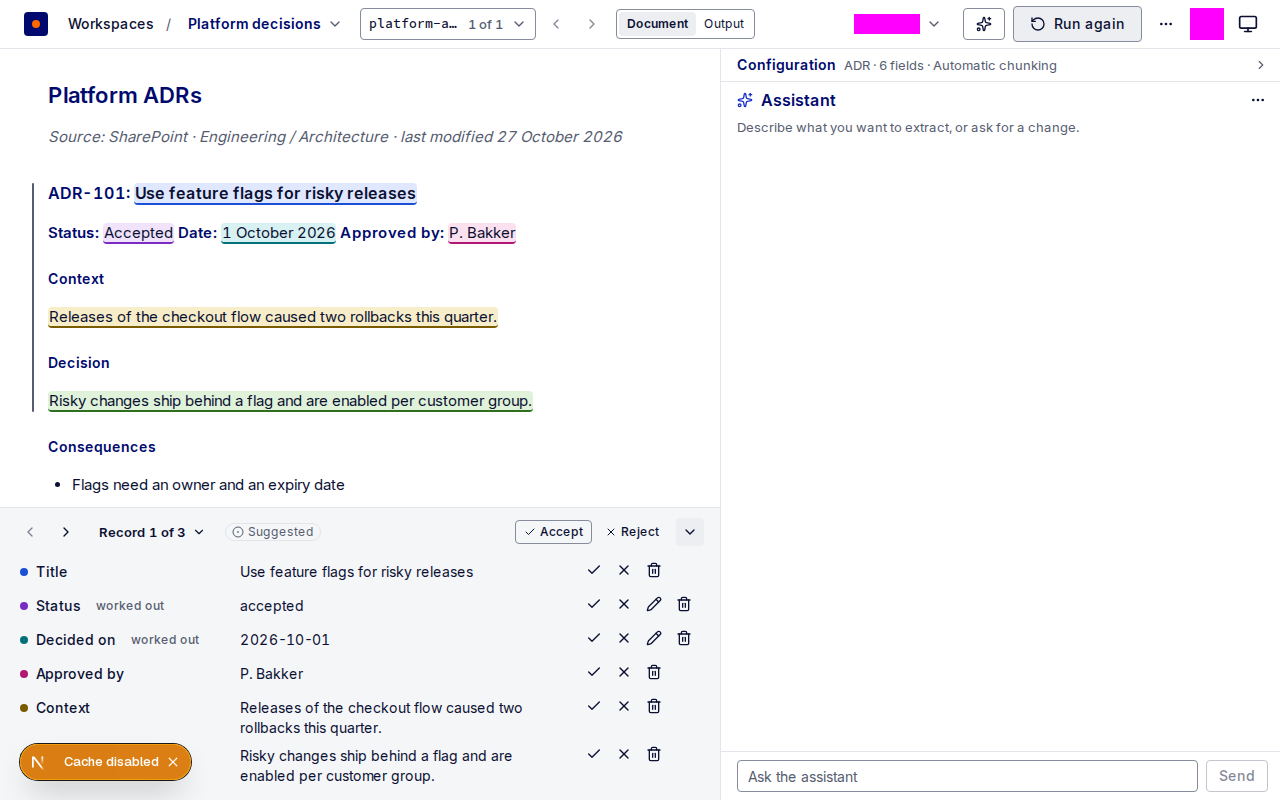 Workspaces / Platform decisions platform-a… 1 of 1 Document Output Run again
Platform ADRs
Source: SharePoint · Engineering / Architecture · last modified 27 October 2026
ADR-101: Use feature flags for risky releases
Status: Accepted Date: 1 October 2026 Approved by: P. Bakker
Context
Releases of the checkout flow caused two rollbacks this quarter.
Decision
Risky changes ship behind a flag and are enabled per customer group.
Consequences
• Flags need an owner and an expiry date
Record 1 of 3 Suggested Accept Reject
Title Use feature flags for risky releases
Status worked out accepted
Decided on worked out 2026-10-01
Approved by P. Bakker
Context Releases of the checkout flow caused two
rollbacks this quarter.
Risky changes ship behind a flag and are
enabled per customer group.
Cache disabled
Configuration ADR · 6 fields · Automatic chunking
Assistant
Describe what you want to extract, or ask for a change.
Ask the assistant Send